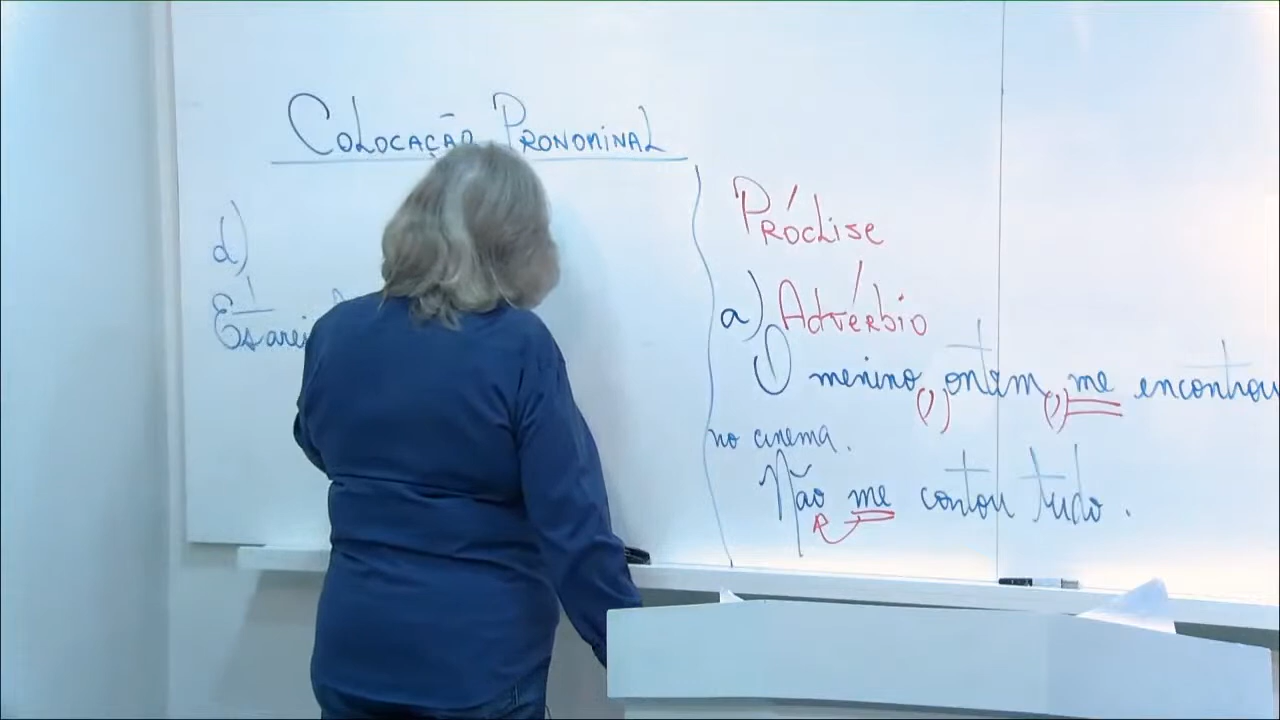 Colocação Pronominal
d)
Próclise
a) Advérbio
O menino(,) ontem(,) me encontrou
no cinema.
Não me contou tudo.